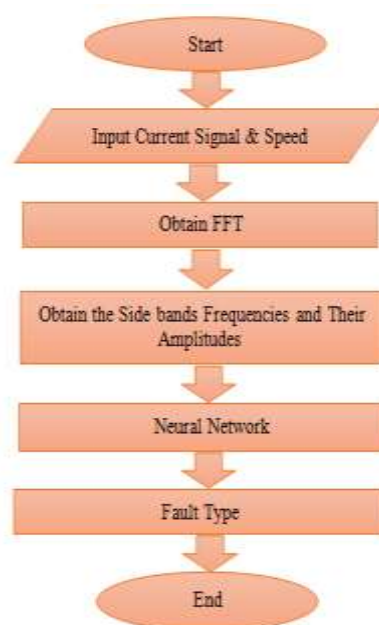 Start
Input Current Signal & Speed
Obtain FFT
Obtain the Side bands Frequencies and Their
Amplitudes
Neural Network
Fault Type
End